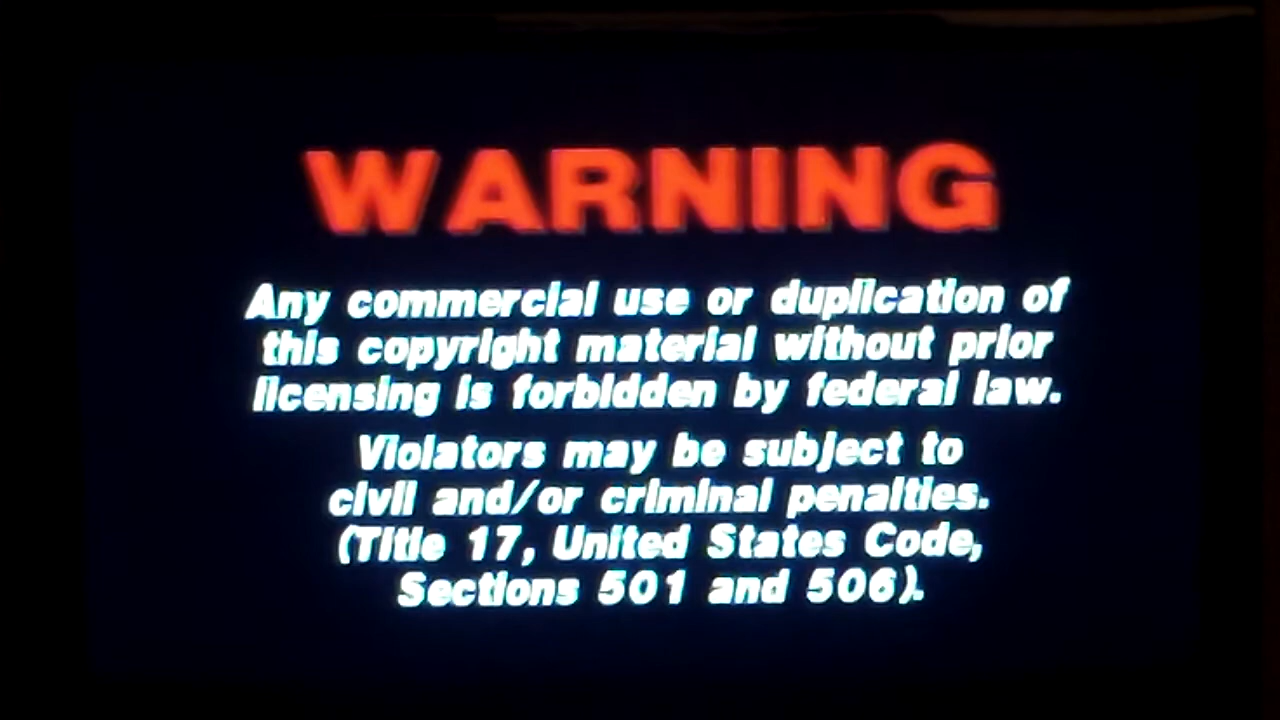 WARNING
Any commercial use or duplication of
this copyright material without prior
licensing is forbidden by federal law.
Violators may be subject to
civil and/or criminal penalties.
(Title 17, United States Code,
Sections 501 and 506).